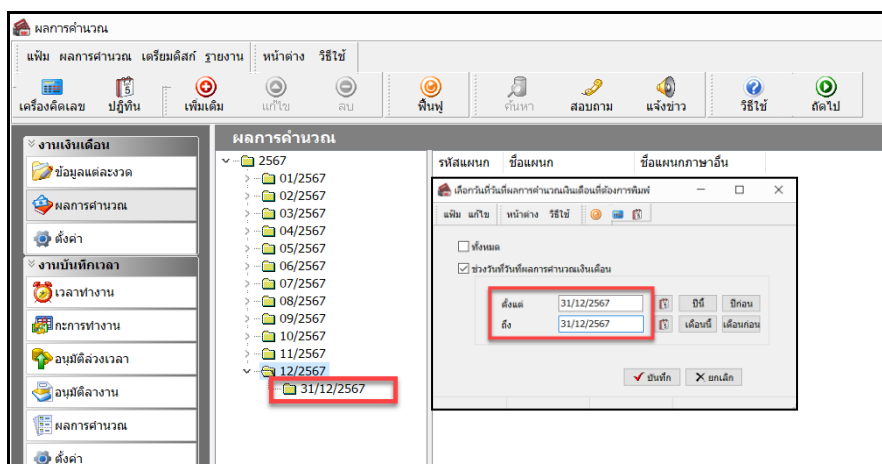 ผลการคำนวณ
แฟ้ม ผลการคำนวณ เตรียมดิสก์ รายงาน หน้าต่าง วิธีใช้
5
เครื่องคิดเลข ปฏิทิน เพิ่มเติม แก้ไข ลบ ฟื้นฟู ค้นหา สอบถาม แจ้งข่าว วิธีใช้ ถัดไป
งานเงินเดือน
ข้อมูลแต่ละงวด
ผลการคำนวณ
ตั้งค่า
งานบันทึกเวลา
เวลาทำงาน
กะการทำงาน
อนุมัติล่วงเวลา
อนุมัติลางาน
ผลการคำนวณ
ตั้งค่า
ผลการคำนวณ
2567
01/2567
02/2567
03/2567
04/2567
05/2567
06/2567
07/2567
08/2567
09/2567
10/2567
11/2567
12/2567
31/12/2567
รหัสแผนก ชื่อแผนก ชื่อแผนกภาษาอื่น
เลือกวันที่วันที่ผลการคำนวณเงินเดือนที่ต้องการพิมพ์
แฟ้ม แก้ไข หน้าต่าง วิธีใช้
ทั้งหมด
ช่วงวันที่วันที่ผลการคำนวณเงินเดือน
ตั้งแต่ 31/12/2567 ปีนี้ ปีก่อน
ถึง 31/12/2567 เดือนนี้ เดือนก่อน
บันทึก ยกเลิก